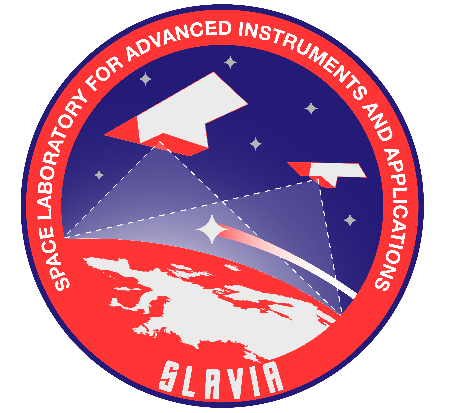 SPACE LABORATORY FOR ADVANCED INSTRUMENTS AND APPLICATIONS
SLAVIA